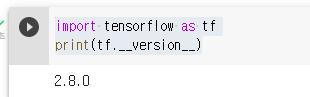 import tensorflow as tf
print(tf.__version__)
2.8.0